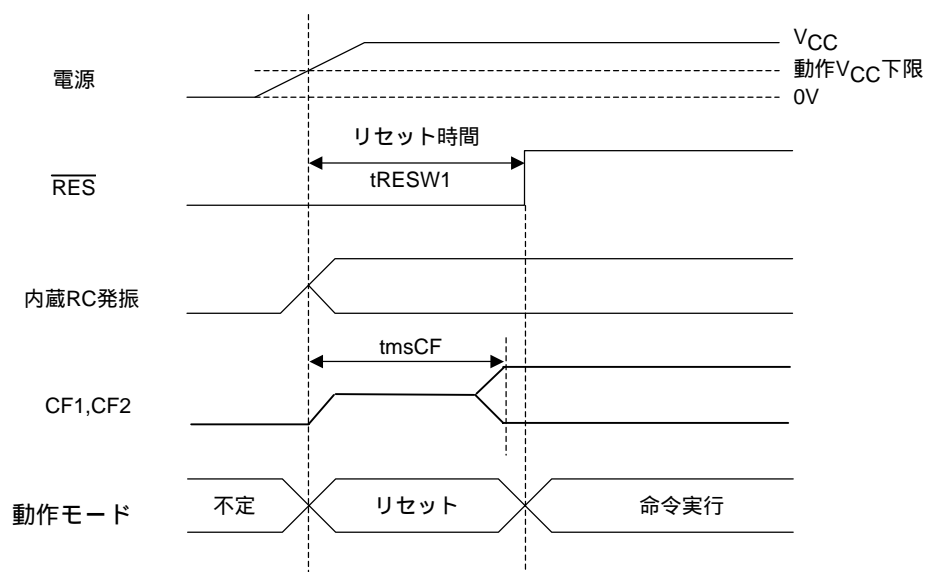 VCC
動作VCC下限
電源
0V
リセット時間
tRESW1
RES
内蔵RC発振
tmsCF
CF1,CF2
動作モード
不定
リセット
命令実行